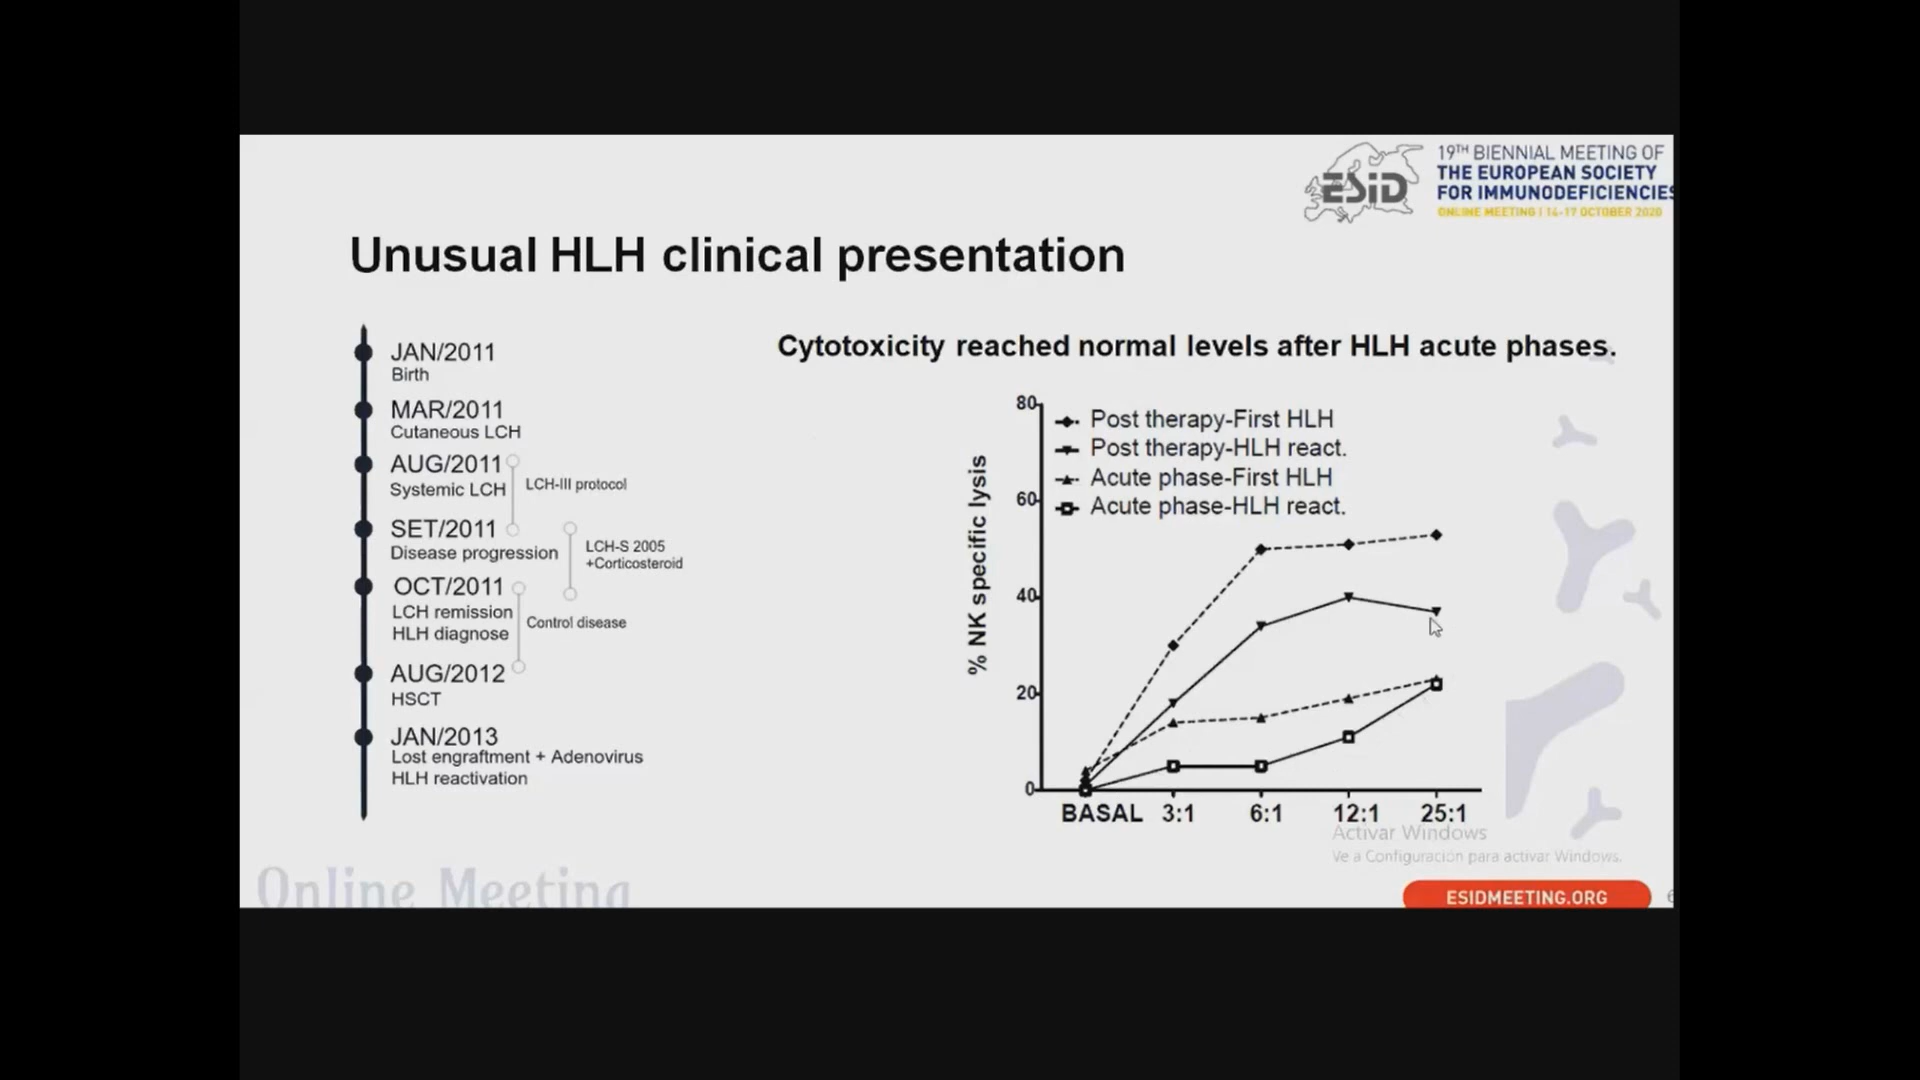 ESiD
19TH BIENNIAL MEETING OF
THE EUROPEAN SOCIETY
FOR IMMUNODEFICIENCIES
ONLINE MEETING | 14-17 OCTOBER 2020
Unusual HLH clinical presentation
JAN/2011
Birth
MAR/2011
Cutaneous LCH
AUG/2011
Systemic LCH
LCH-III protocol
SET/2011
Disease progression
LCH-S 2005
+Corticosteroid
OCT/2011
LCH remission
HLH diagnose
Control disease
AUG/2012
HSCT
JAN/2013
Lost engraftment + Adenovirus
HLH reactivation
Cytotoxicity reached normal levels after HLH acute phases.
% NK specific lysis
80
60
40
20
0
Post therapy-First HLH
Post therapy-HLH react.
Acute phase-First HLH
Acute phase-HLH react.
BASAL 3:1 6:1 12:1 25:1
Activar Windows
Ve a Configuración para activar Windows.
Online Meeting
ESIDMEETING.ORG